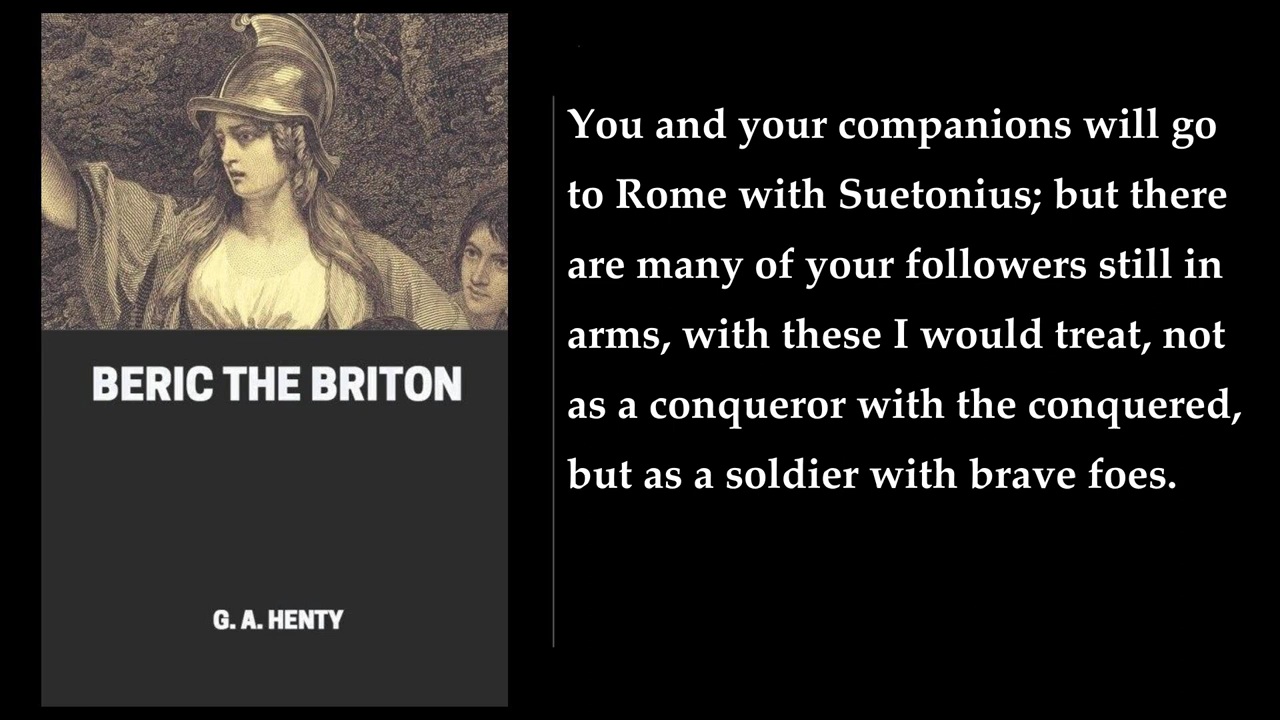 BERIC THE BRITON
G. A. HENTY
You and your companions will go
to Rome with Suetonius; but there
are many of your followers still in
arms, with these I would treat, not
as a conqueror with the conquered,
but as a soldier with brave foes.